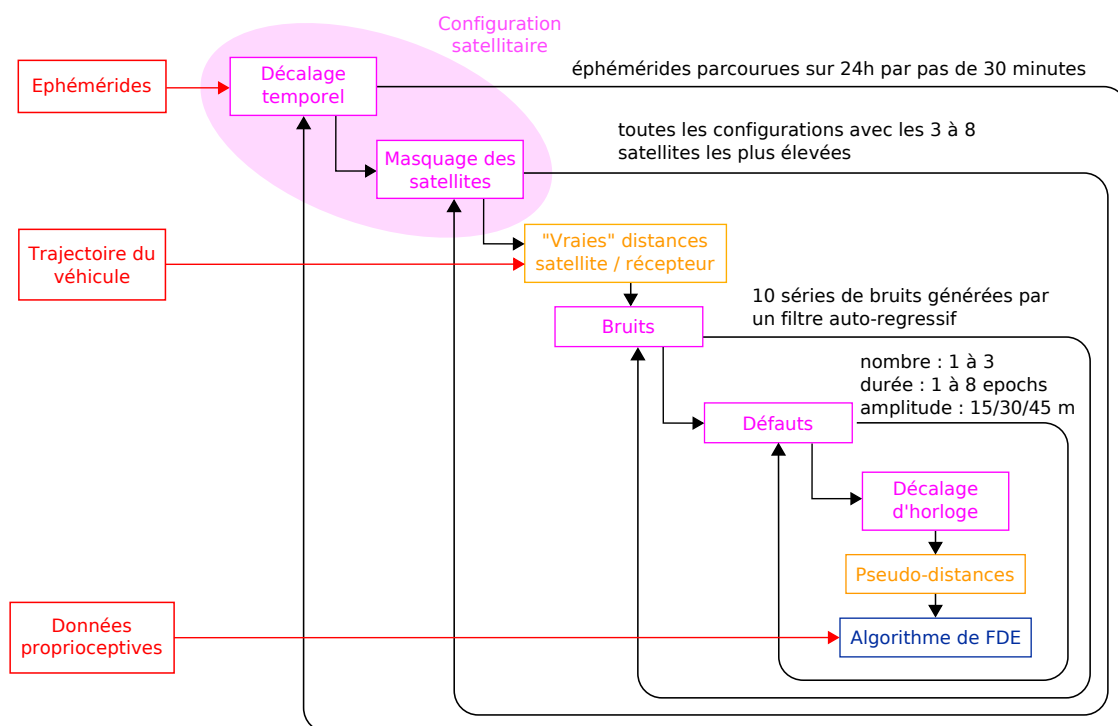 Configuration
satellitaire
Ephémérides
Décalage
temporel
éphémérides parcourues sur 24h par pas de 30 minutes
toutes les configurations avec les 3 à 8
satellites les plus élevées
Masquage des
satellites
Trajectoire du
véhicule
"Vraies" distances
satellite / récepteur
10 séries de bruits générées par
un filtre auto-regressif
Bruits
nombre : 1 à 3
durée : 1 à 8 epochs
amplitude : 15/30/45 m
Défauts
Décalage
d'horloge
Pseudo-distances
Données
proprioceptives
Algorithme de FDE